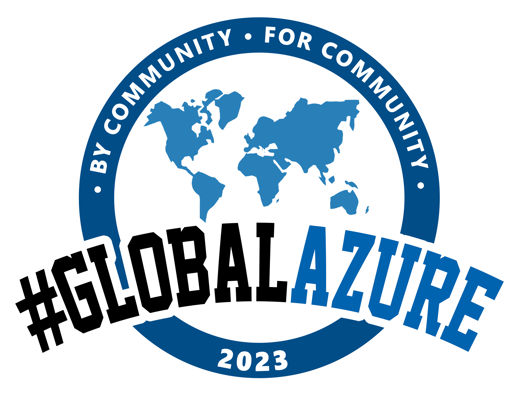 • BY COMMUNITY • FOR COMMUNITY •
#GLOBALAZURE
2023